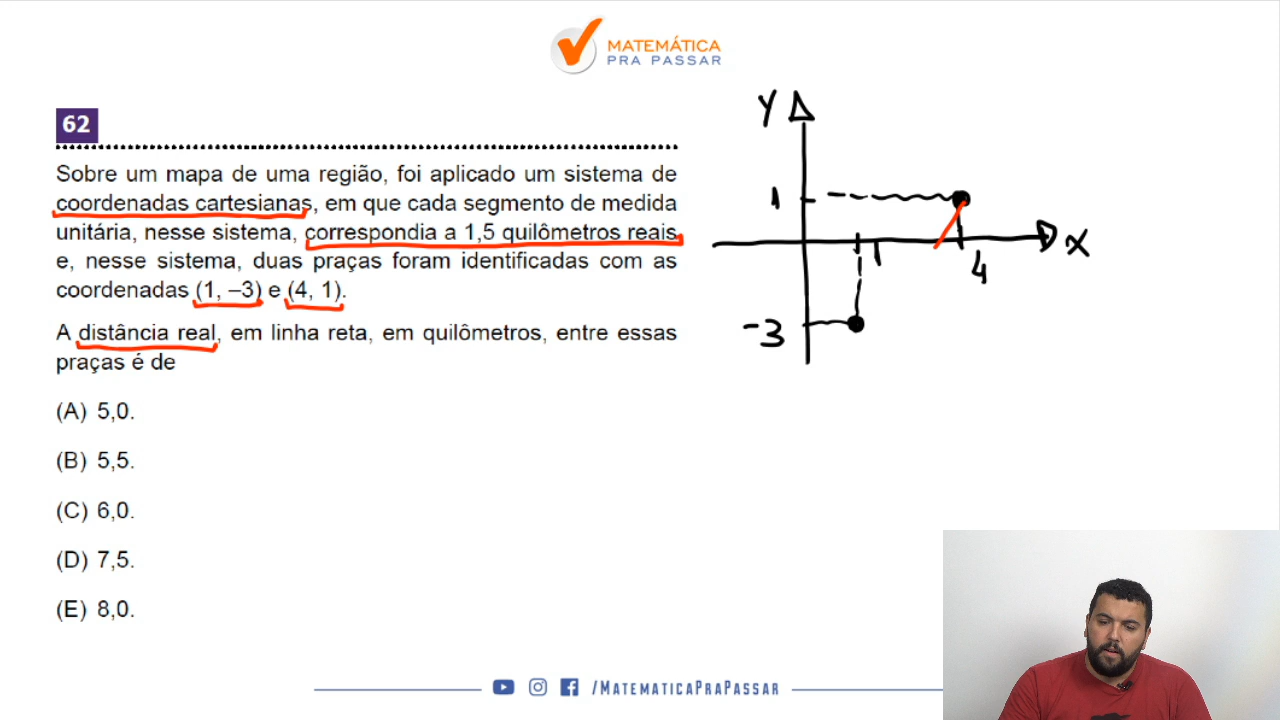 MATEMÁTICA
PRA PASSAR
62
Sobre um mapa de uma região, foi aplicado um sistema de
coordenadas cartesianas, em que cada segmento de medida
unitária, nesse sistema, correspondia a 1,5 quilômetros reais
e, nesse sistema, duas praças foram identificadas com as
coordenadas (1, –3) e (4, 1).
A distância real, em linha reta, em quilômetros, entre essas
praças é de
(A) 5,0.
(B) 5,5.
(C) 6,0.
(D) 7,5.
(E) 8,0.
Y
1
1
4
X
-3
/MATEMATICAPRAPASSAR